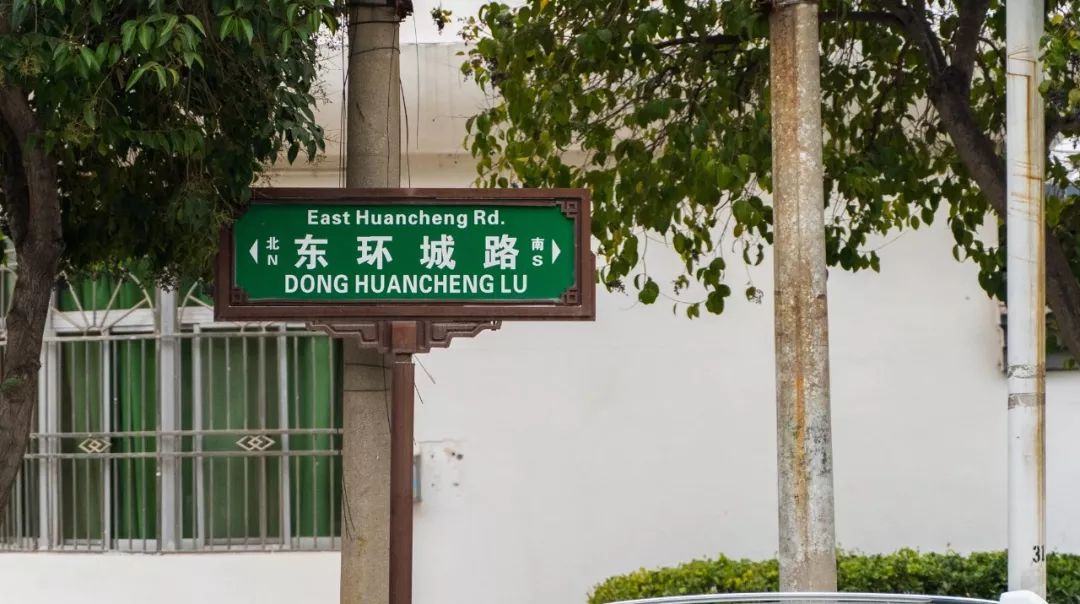 East Huancheng Rd.
北 东环城路 南
N S
DONG HUANCHENG LU
31